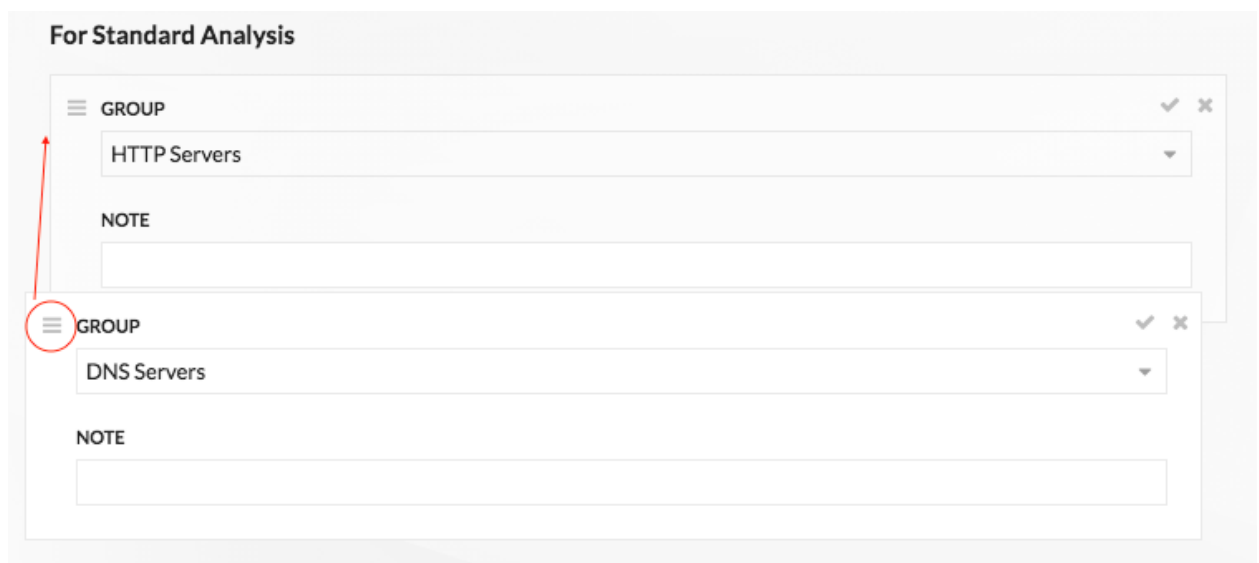 For Standard Analysis
GROUP
HTTP Servers
NOTE
GROUP
DNS Servers
NOTE